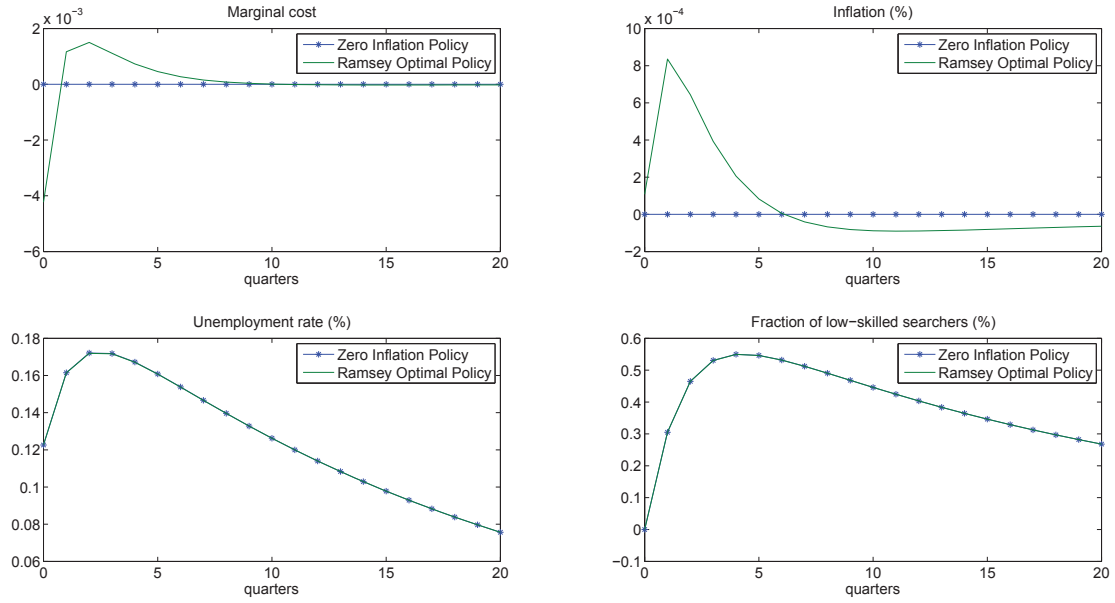 Marginal cost
x 10⁻³
2
0
−2
−4
−6
0 5 10 15 20
quarters
Zero Inflation Policy
Ramsey Optimal Policy
Inflation (%)
x 10⁻⁴
10
8
6
4
2
0
−2
0 5 10 15 20
quarters
Zero Inflation Policy
Ramsey Optimal Policy
Unemployment rate (%)
0.18
0.16
0.14
0.12
0.1
0.08
0.06
0 5 10 15 20
quarters
Zero Inflation Policy
Ramsey Optimal Policy
Fraction of low−skilled searchers (%)
0.6
0.5
0.4
0.3
0.2
0.1
0
−0.1
0 5 10 15 20
quarters
Zero Inflation Policy
Ramsey Optimal Policy